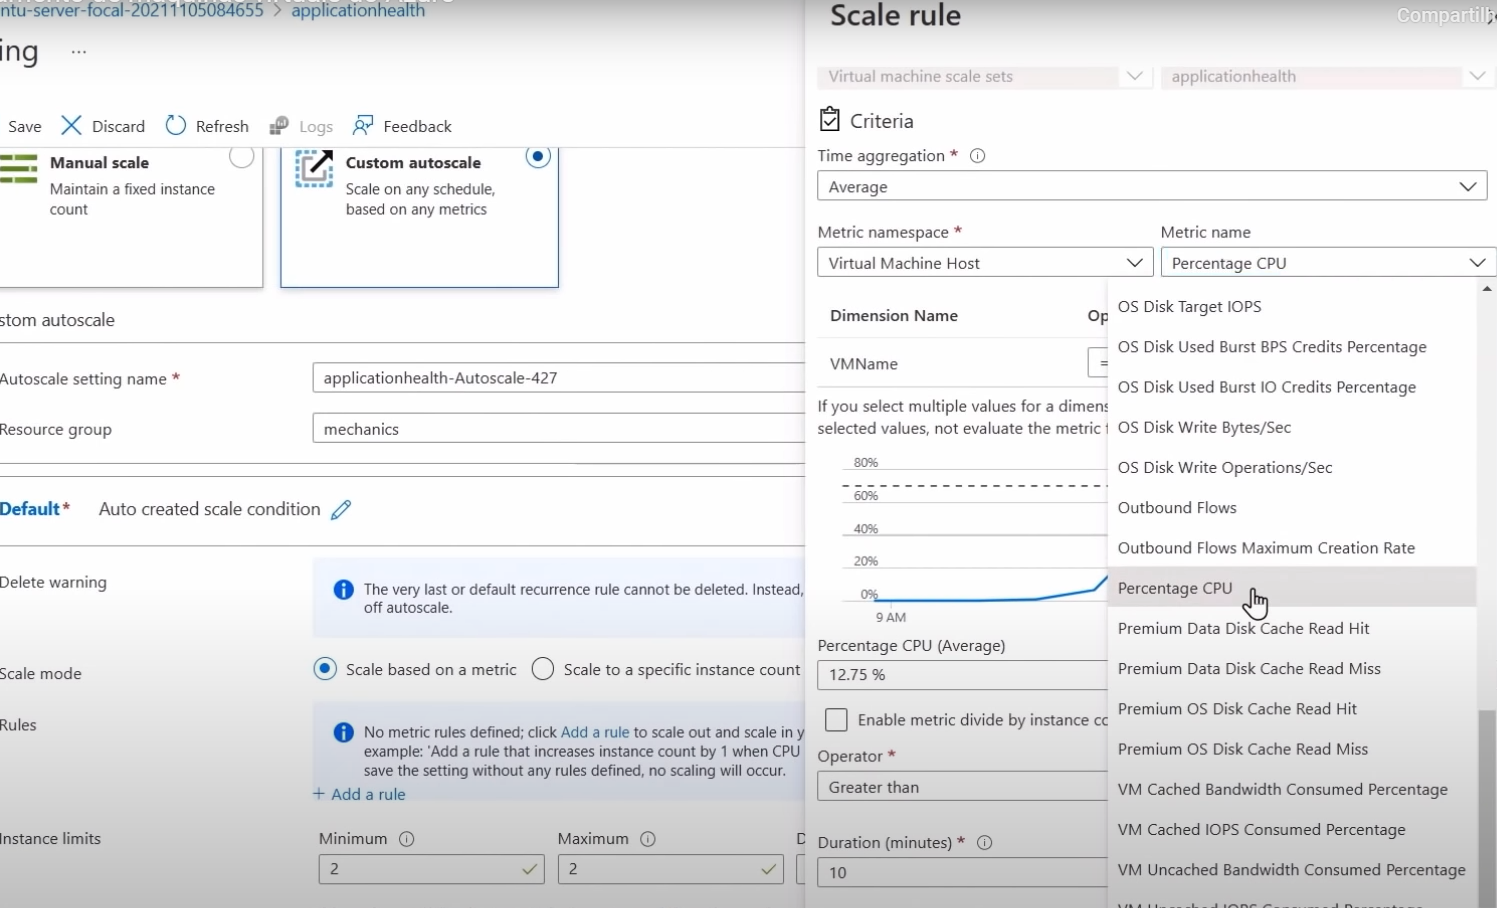 ntu-server-focal-20211105084655 > applicationhealth
ing ...
Save Discard Refresh Logs Feedback
Manual scale
Maintain a fixed instance
count
Custom autoscale
Scale on any schedule,
based on any metrics
stom autoscale
Autoscale setting name *
applicationhealth-Autoscale-427
Resource group
mechanics
Default* Auto created scale condition
Delete warning
The very last or default recurrence rule cannot be deleted. Instead,
off autoscale.
Scale mode
Scale based on a metric
Scale to a specific instance count
Rules
No metric rules defined; click Add a rule to scale out and scale in y
example: 'Add a rule that increases instance count by 1 when CPU
save the setting without any rules defined, no scaling will occur.
+ Add a rule
Instance limits
Minimum
2
Maximum
2
Scale rule
Compartilh
Virtual machine scale sets
applicationhealth
Criteria
Time aggregation *
Average
Metric namespace *
Virtual Machine Host
Metric name
Percentage CPU
Dimension Name
Op
VMName
=
If you select multiple values for a dimens
selected values, not evaluate the metric
80%
60%
40%
20%
0%
9 AM
Percentage CPU (Average)
12.75 %
Enable metric divide by instance co
Operator *
Greater than
Duration (minutes) *
10
OS Disk Target IOPS
OS Disk Used Burst BPS Credits Percentage
OS Disk Used Burst IO Credits Percentage
OS Disk Write Bytes/Sec
OS Disk Write Operations/Sec
Outbound Flows
Outbound Flows Maximum Creation Rate
Percentage CPU
Premium Data Disk Cache Read Hit
Premium Data Disk Cache Read Miss
Premium OS Disk Cache Read Hit
Premium OS Disk Cache Read Miss
VM Cached Bandwidth Consumed Percentage
VM Cached IOPS Consumed Percentage
VM Uncached Bandwidth Consumed Percentage